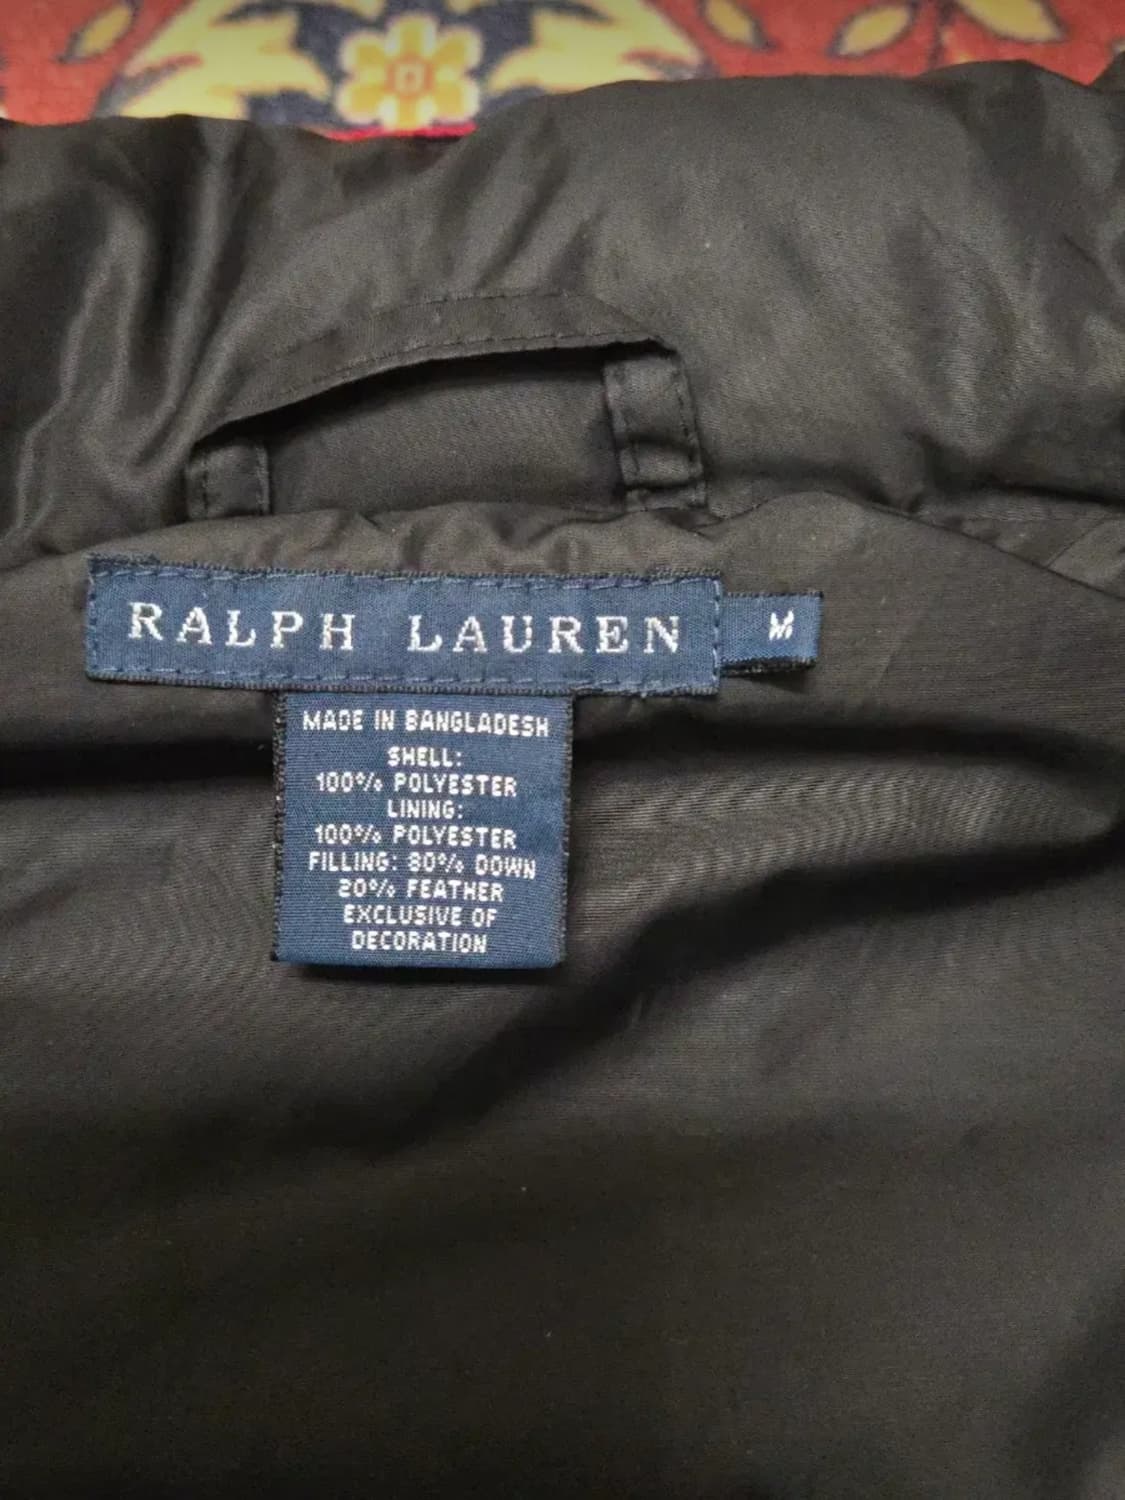 RALPH LAUREN
M
MADE IN BANGLADESH
SHELL:
100% POLYESTER
LINING:
100% POLYESTER
FILLING: 80% DOWN
20% FEATHER
EXCLUSIVE OF
DECORATION